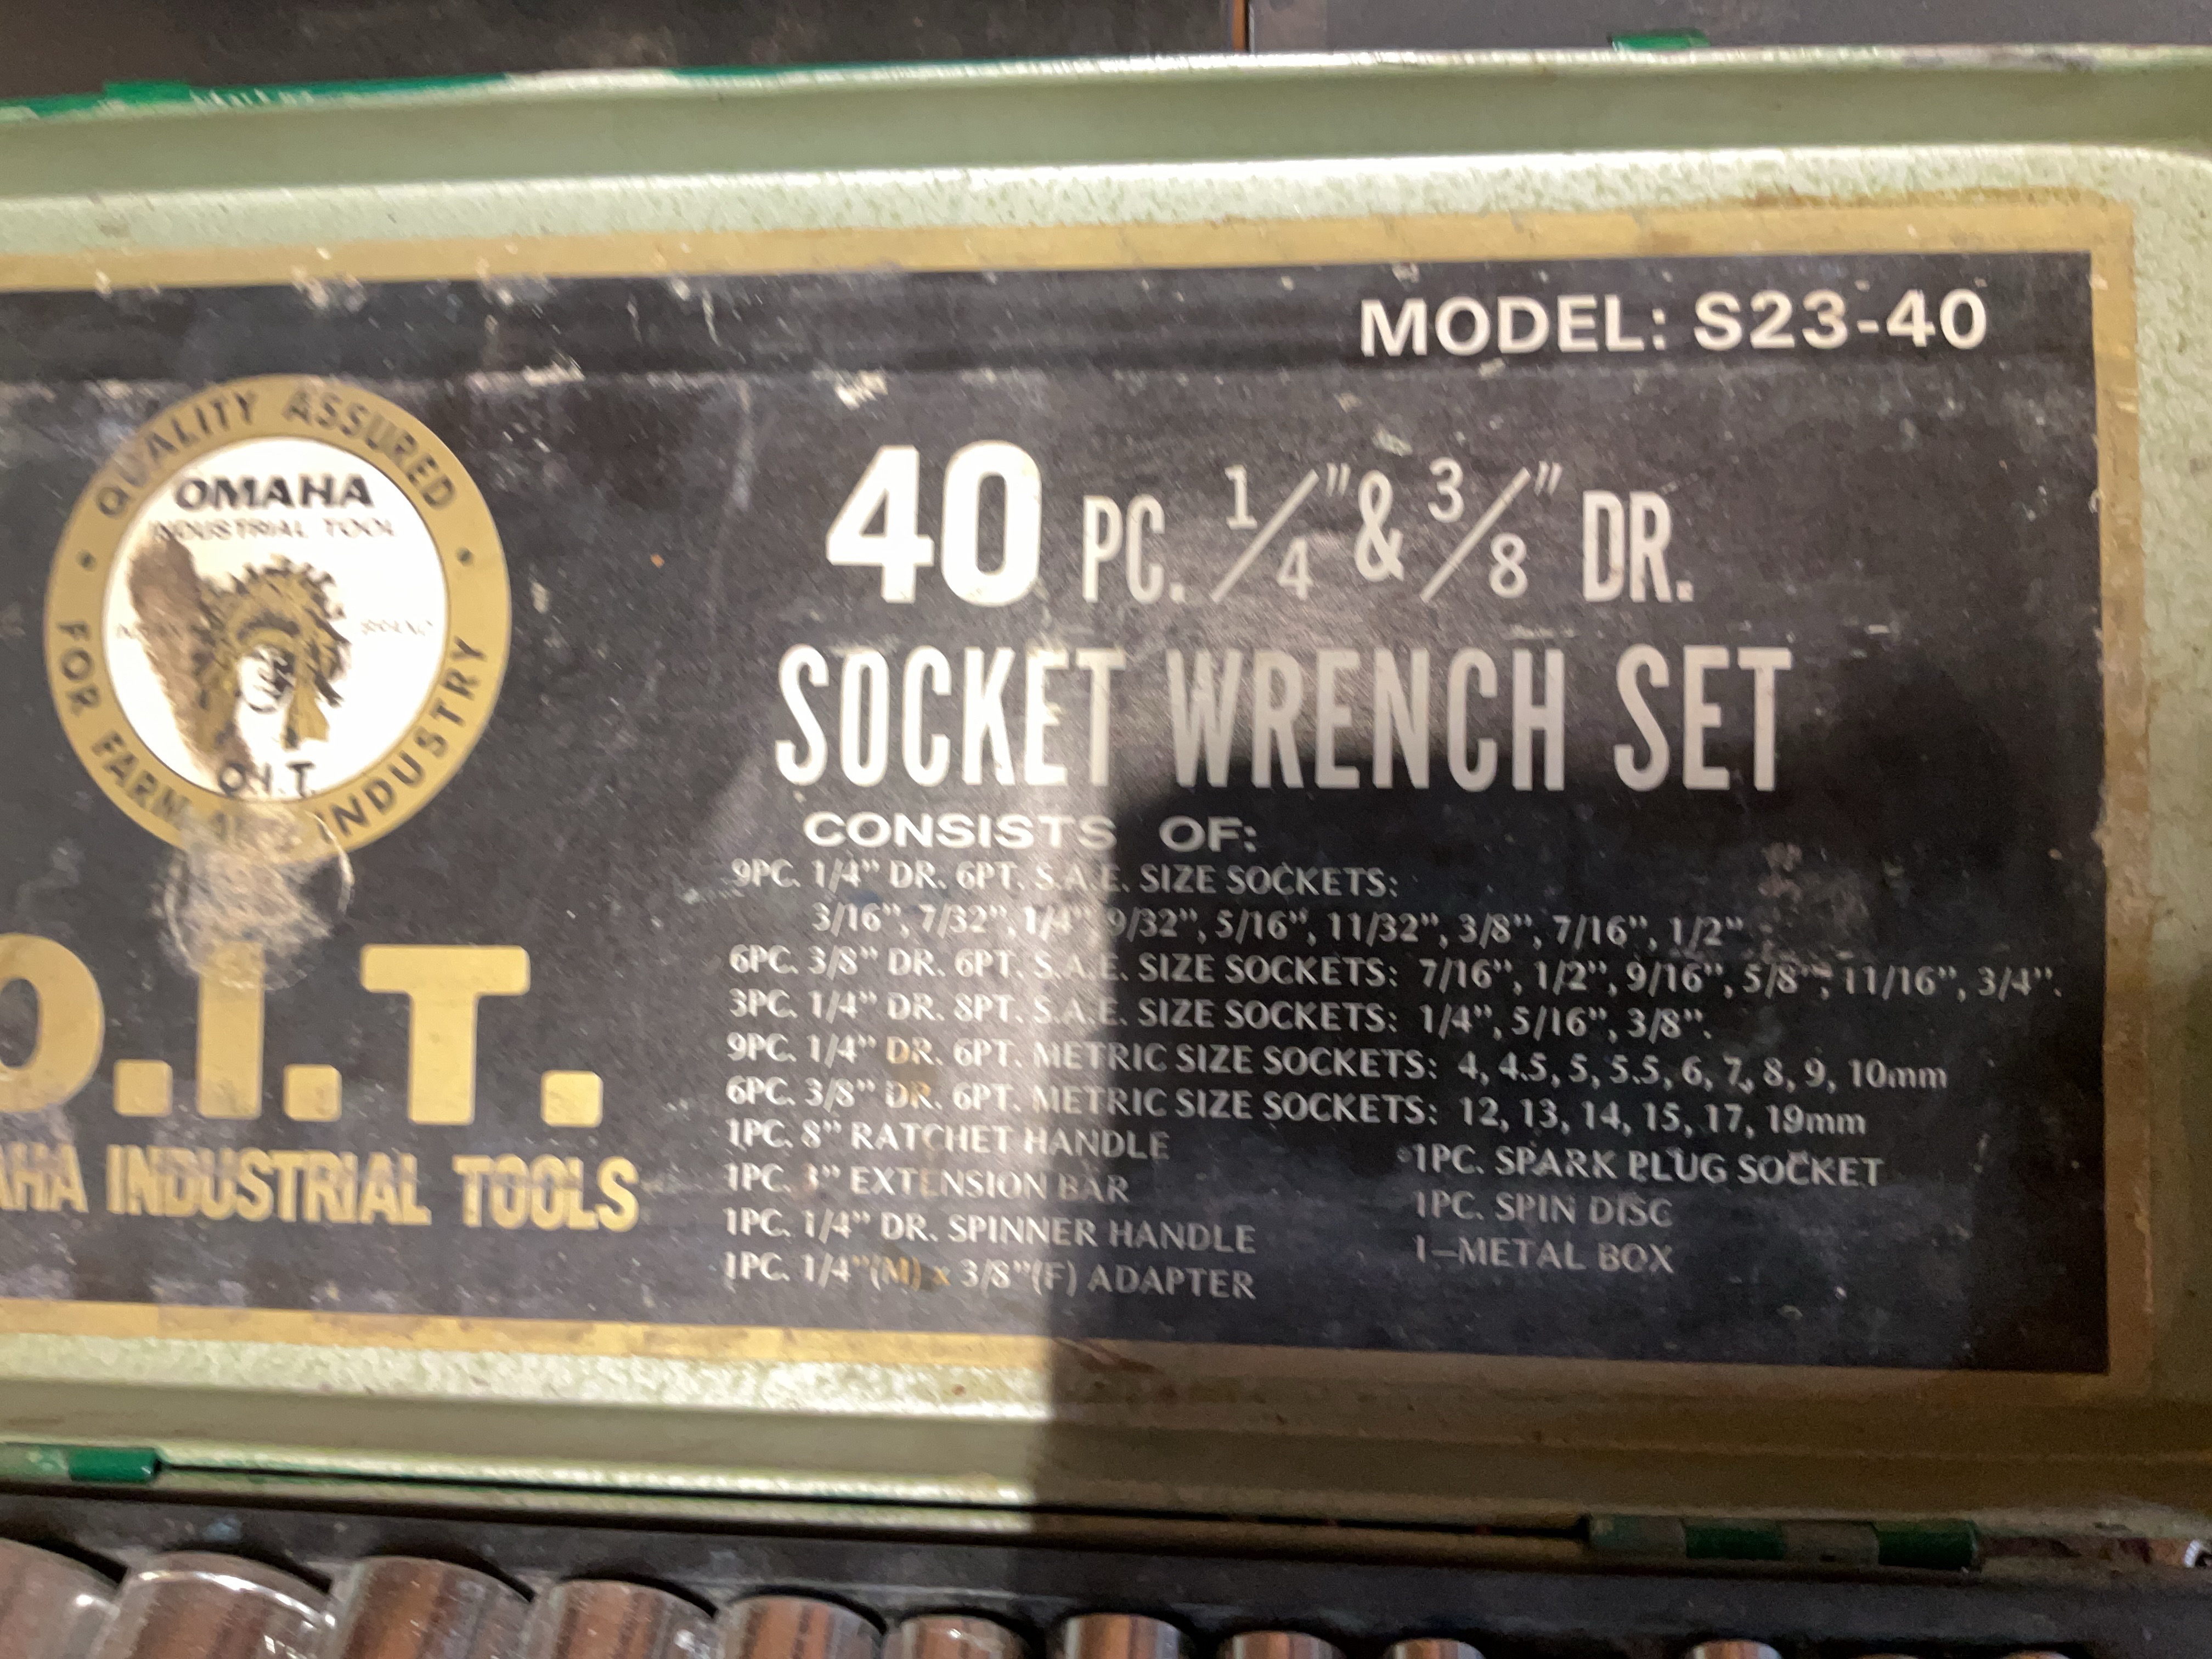 MODEL: S23-40
QUALITY ASSURED
OMAHA
INDUSTRIAL TOOL
O.I.T.
FOR FARM AND INDUSTRY
O.I.T.
AHA INDUSTRIAL TOOLS
40 PC. 1/4" & 3/8" DR.
SOCKET WRENCH SET
CONSISTS OF:
9PC. 1/4" DR. 6PT. S.A.E. SIZE SOCKETS:
3/16", 7/32", 1/4", 9/32", 5/16", 11/32", 3/8", 7/16", 1/2"
6PC. 3/8" DR. 6PT. S.A.E. SIZE SOCKETS: 7/16", 1/2", 9/16", 5/8", 11/16", 3/4".
3PC. 1/4" DR. 8PT. S.A.E. SIZE SOCKETS: 1/4", 5/16", 3/8".
9PC. 1/4" DR. 6PT. METRIC SIZE SOCKETS: 4, 4.5, 5, 5.5, 6, 7, 8, 9, 10mm
6PC. 3/8" DR. 6PT. METRIC SIZE SOCKETS: 12, 13, 14, 15, 17, 19mm
1PC. 8" RATCHET HANDLE
1PC. 3" EXTENSION BAR
1PC. 1/4" DR. SPINNER HANDLE
1PC. 1/4"(M) x 3/8"(F) ADAPTER
1PC. SPARK PLUG SOCKET
1PC. SPIN DISC
1-METAL BOX